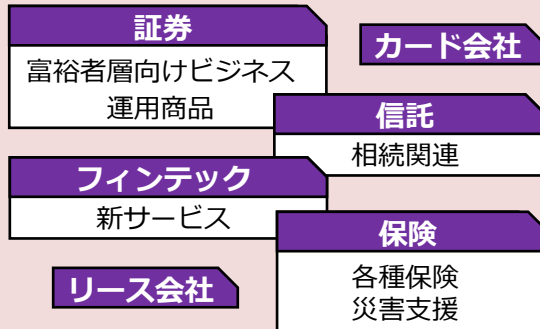 証券
富裕者層向けビジネス
運用商品
カード会社
信託
相続関連
フィンテック
新サービス
保険
各種保険
災害支援
リース会社